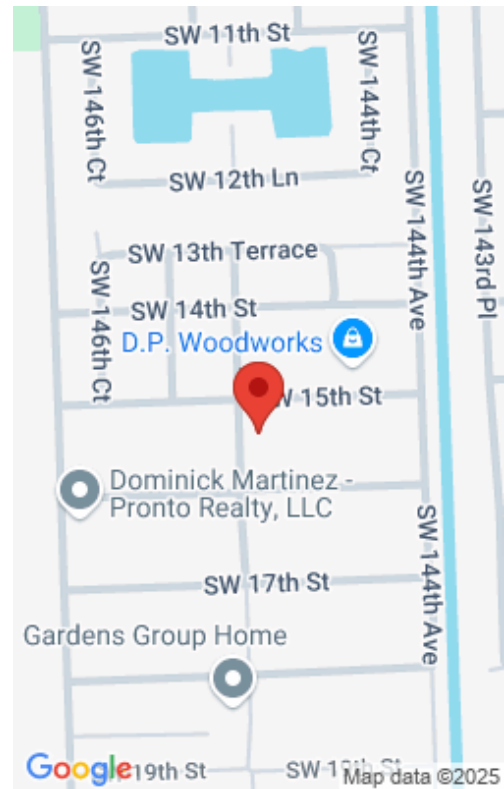 SW 11th St
SW 146th Ct
SW 144th Ct
SW 12th Ln
SW 144th Ave
SW 143rd Pl
SW 13th Terrace
SW 146th Ct
SW 14th St
D.P. Woodworks
W 15th St
Dominick Martinez -
Pronto Realty, LLC
SW 144th Ave
SW 17th St
Gardens Group Home
Google
19th St
SW
St
Map data ©2025